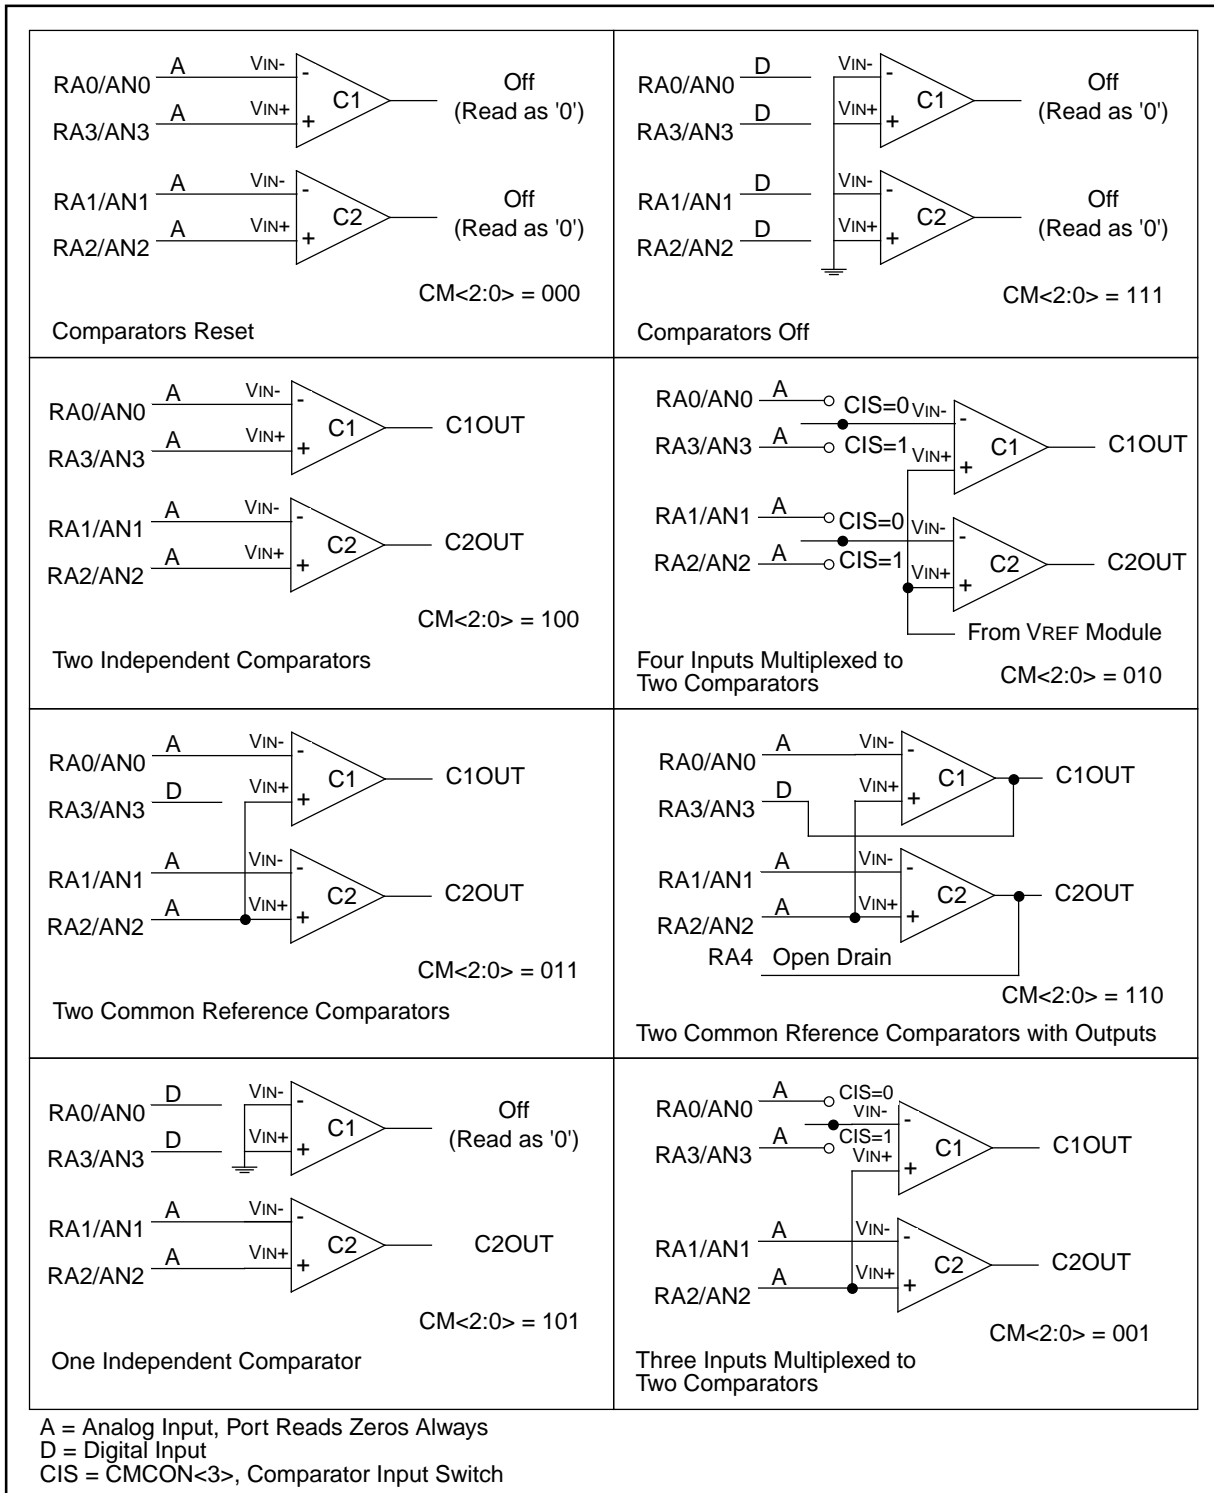 RA0/AN0 A VIN- - C1 Off
RA3/AN3 A VIN+ + (Read as '0')
RA1/AN1 A VIN- - C2 Off
RA2/AN2 A VIN+ + (Read as '0')
CM<2:0> = 000
Comparators Reset
RA0/AN0 D VIN- - C1 Off
RA3/AN3 D VIN+ + (Read as '0')
RA1/AN1 D VIN- - C2 Off
RA2/AN2 D VIN+ + (Read as '0')
CM<2:0> = 111
Comparators Off
RA0/AN0 A VIN- - C1 C1OUT
RA3/AN3 A VIN+ +
RA1/AN1 A VIN- - C2 C2OUT
RA2/AN2 A VIN+ +
CM<2:0> = 100
Two Independent Comparators
RA0/AN0 A CIS=0 VIN- - C1 C1OUT
RA3/AN3 A CIS=1 VIN+ +
RA1/AN1 A CIS=0 VIN- - C2 C2OUT
RA2/AN2 A CIS=1 VIN+ +
From VREF Module
Four Inputs Multiplexed to
Two Comparators
CM<2:0> = 010
RA0/AN0 A VIN- - C1 C1OUT
RA3/AN3 D VIN+ +
RA1/AN1 A VIN- - C2 C2OUT
RA2/AN2 A VIN+ +
CM<2:0> = 011
Two Common Reference Comparators
RA0/AN0 A VIN- - C1 C1OUT
RA3/AN3 D VIN+ +
RA1/AN1 A VIN- - C2 C2OUT
RA2/AN2 A VIN+ +
RA4 Open Drain
CM<2:0> = 110
Two Common Rference Comparators with Outputs
RA0/AN0 D VIN- - C1 Off
RA3/AN3 D VIN+ + (Read as '0')
RA1/AN1 A VIN- - C2 C2OUT
RA2/AN2 A VIN+ +
CM<2:0> = 101
One Independent Comparator
RA0/AN0 A CIS=0 VIN- - C1 C1OUT
RA3/AN3 A CIS=1 VIN+ +
RA1/AN1 A VIN- - C2 C2OUT
RA2/AN2 A VIN+ +
CM<2:0> = 001
Three Inputs Multiplexed to
Two Comparators
A = Analog Input, Port Reads Zeros Always
D = Digital Input
CIS = CMCON<3>, Comparator Input Switch